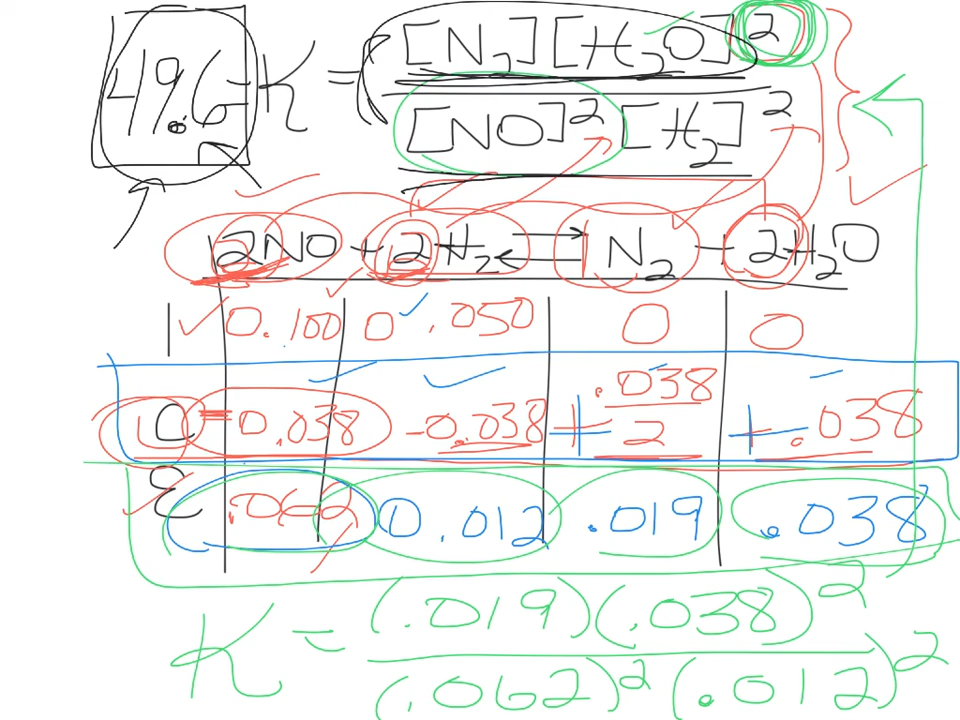 49.6 = K = [N₂][H₂O]²
[NO]²[H₂]²
2NO + 2H₂ ⇌ N₂ + 2H₂O
I 0.100 0.050 0 0
-0.038 -0.038 +.038/2 +.038
E .062 0.012 .019 .038
K = (.019)(.038)²
(.062)²(.012)²